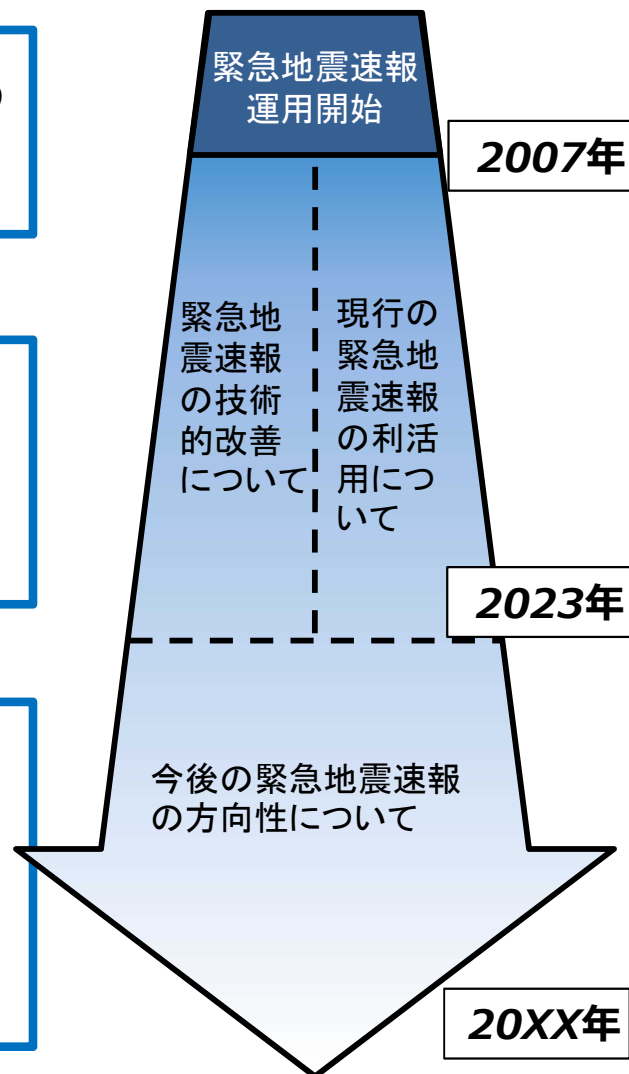 緊急地震速報
運用開始
2007年
緊急地
震速報
の技術
的改善
について
現行の
緊急地
震速報
の利活
用につ
いて
2023年
今後の緊急地震速報
の方向性について
20XX年